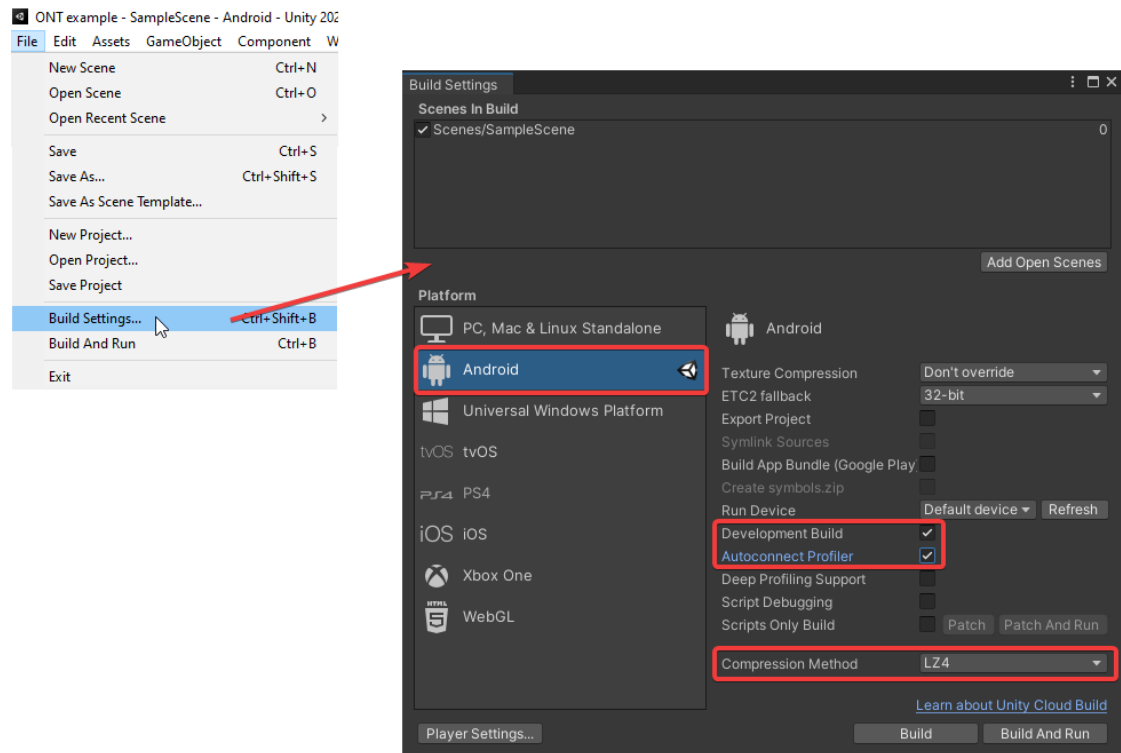 ONT example - SampleScene - Android - Unity 202
File Edit Assets GameObject Component W
New Scene Ctrl+N
Open Scene Ctrl+O
Open Recent Scene >
Save Ctrl+S
Save As... Ctrl+Shift+S
Save As Scene Template...
New Project...
Open Project...
Save Project
Build Settings... Ctrl+Shift+B
Build And Run Ctrl+B
Exit
Build Settings
Scenes In Build
Scenes/SampleScene 0
Add Open Scenes
Platform
PC, Mac & Linux Standalone
Android
Universal Windows Platform
tvOS tvOS
PS4 PS4
iOS iOS
Xbox One
HTML 5 WebGL
Android
Texture Compression Don't override
ETC2 fallback 32-bit
Export Project
Symlink Sources
Build App Bundle (Google Play
Create symbols.zip
Run Device Default device Refresh
Development Build
Autoconnect Profiler
Deep Profiling Support
Script Debugging
Scripts Only Build Patch Patch And Run
Compression Method LZ4
Learn about Unity Cloud Build
Player Settings... Build Build And Run